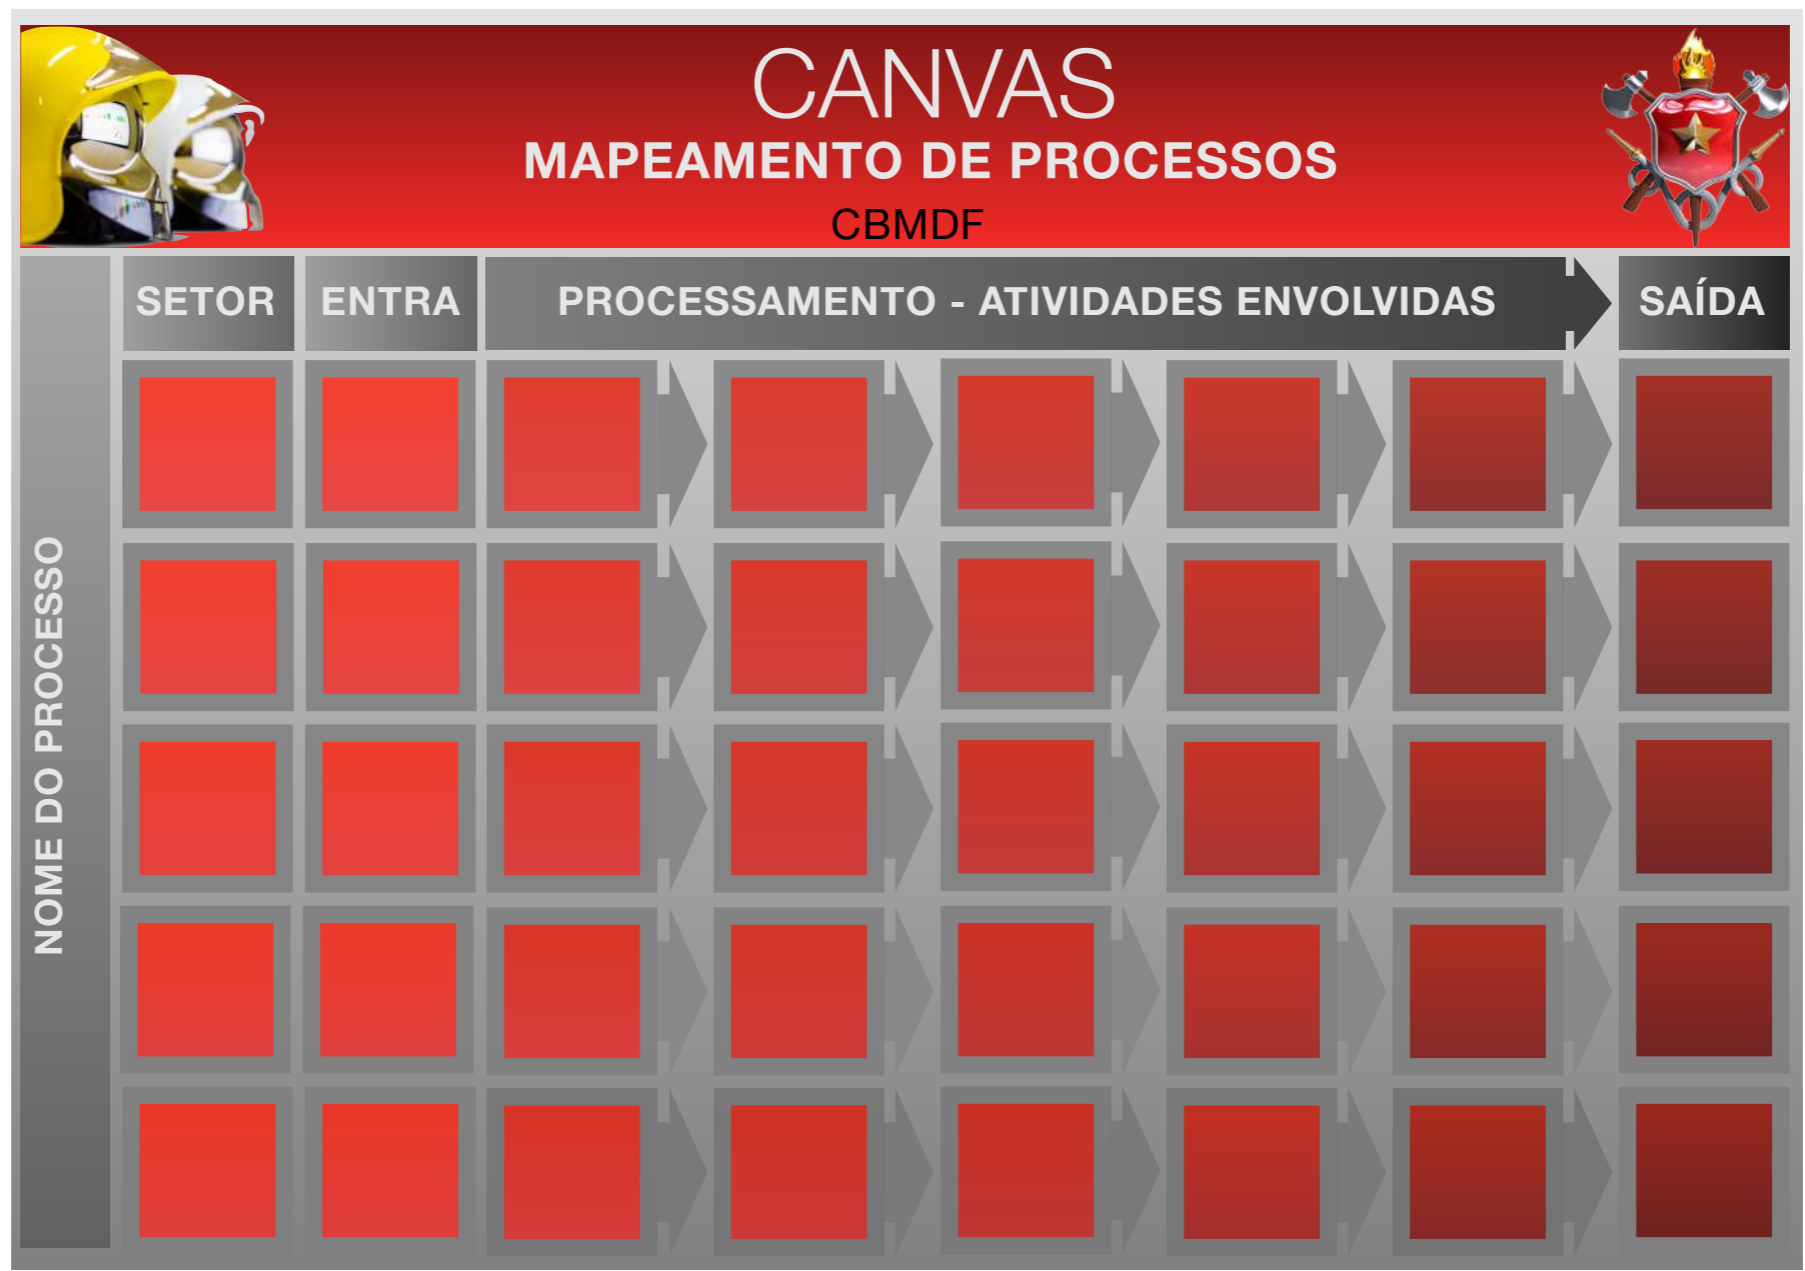 CANVAS
MAPEAMENTO DE PROCESSOS
CBMDF
SETOR
ENTRA
PROCESSAMENTO - ATIVIDADES ENVOLVIDAS
SAÍDA
NOME DO PROCESSO